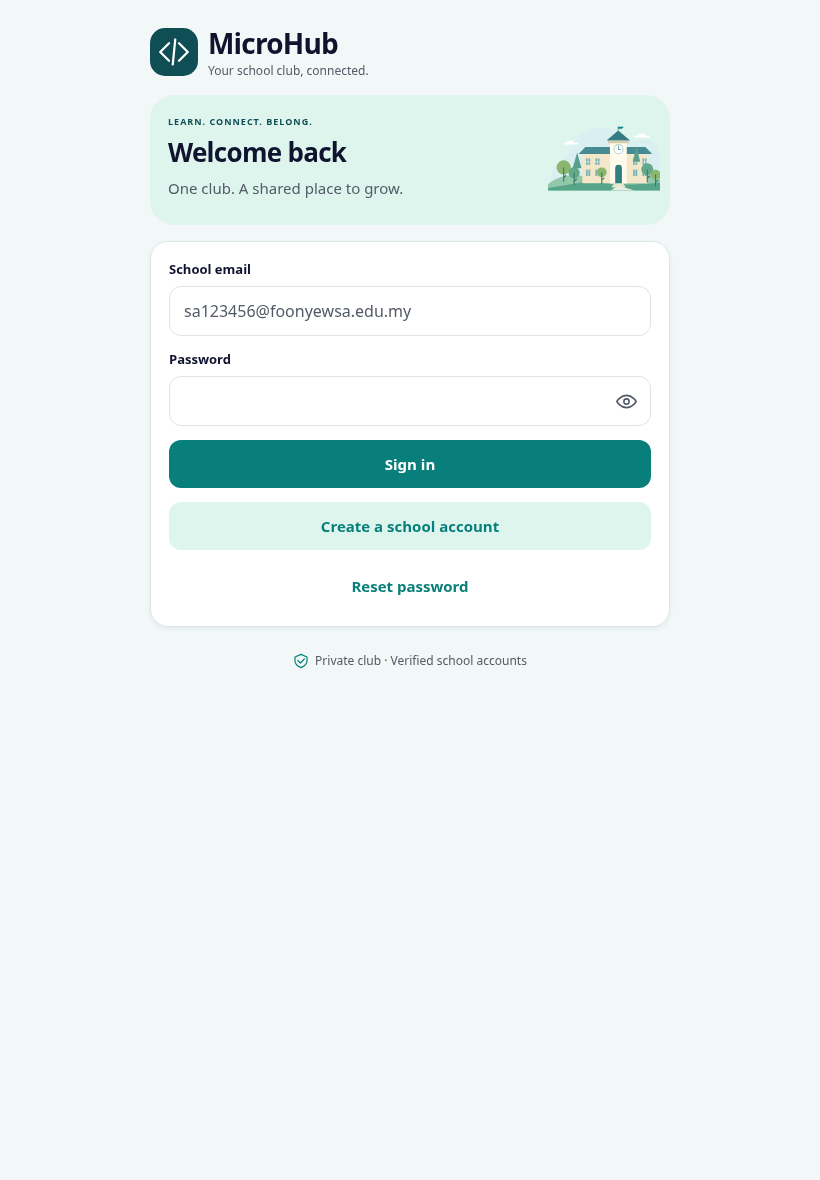 MicroHub
Your school club, connected.
LEARN. CONNECT. BELONG.
Welcome back
One club. A shared place to grow.
School email
sa123456@foonyewsa.edu.my
Password
Sign in
Create a school account
Reset password
Private club · Verified school accounts